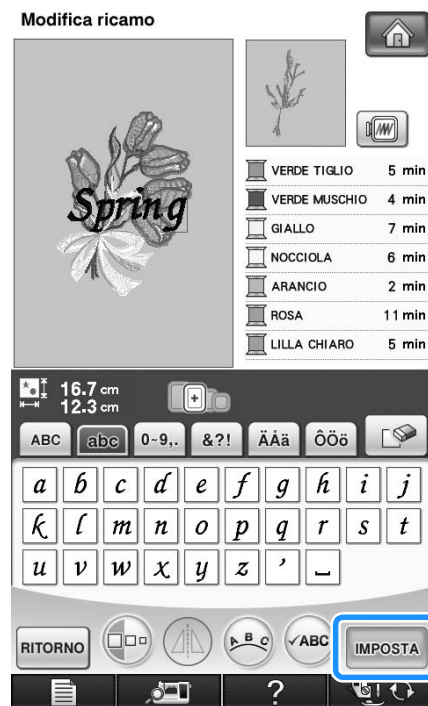 Modifica ricamo
Spring
VERDE TIGLIO 5 min
VERDE MUSCHIO 4 min
GIALLO 7 min
NOCCIOLA 6 min
ARANCIO 2 min
ROSA 11 min
LILLA CHIARO 5 min
16.7 cm
12.3 cm
ABC abc 0~9,. &?! ÄÅä ÔÖö
a b c d e f g h i j
k l m n o p q r s t
u v w x y z ’ ⎵
RITORNO A B C ✓ABC IMPOSTA
?